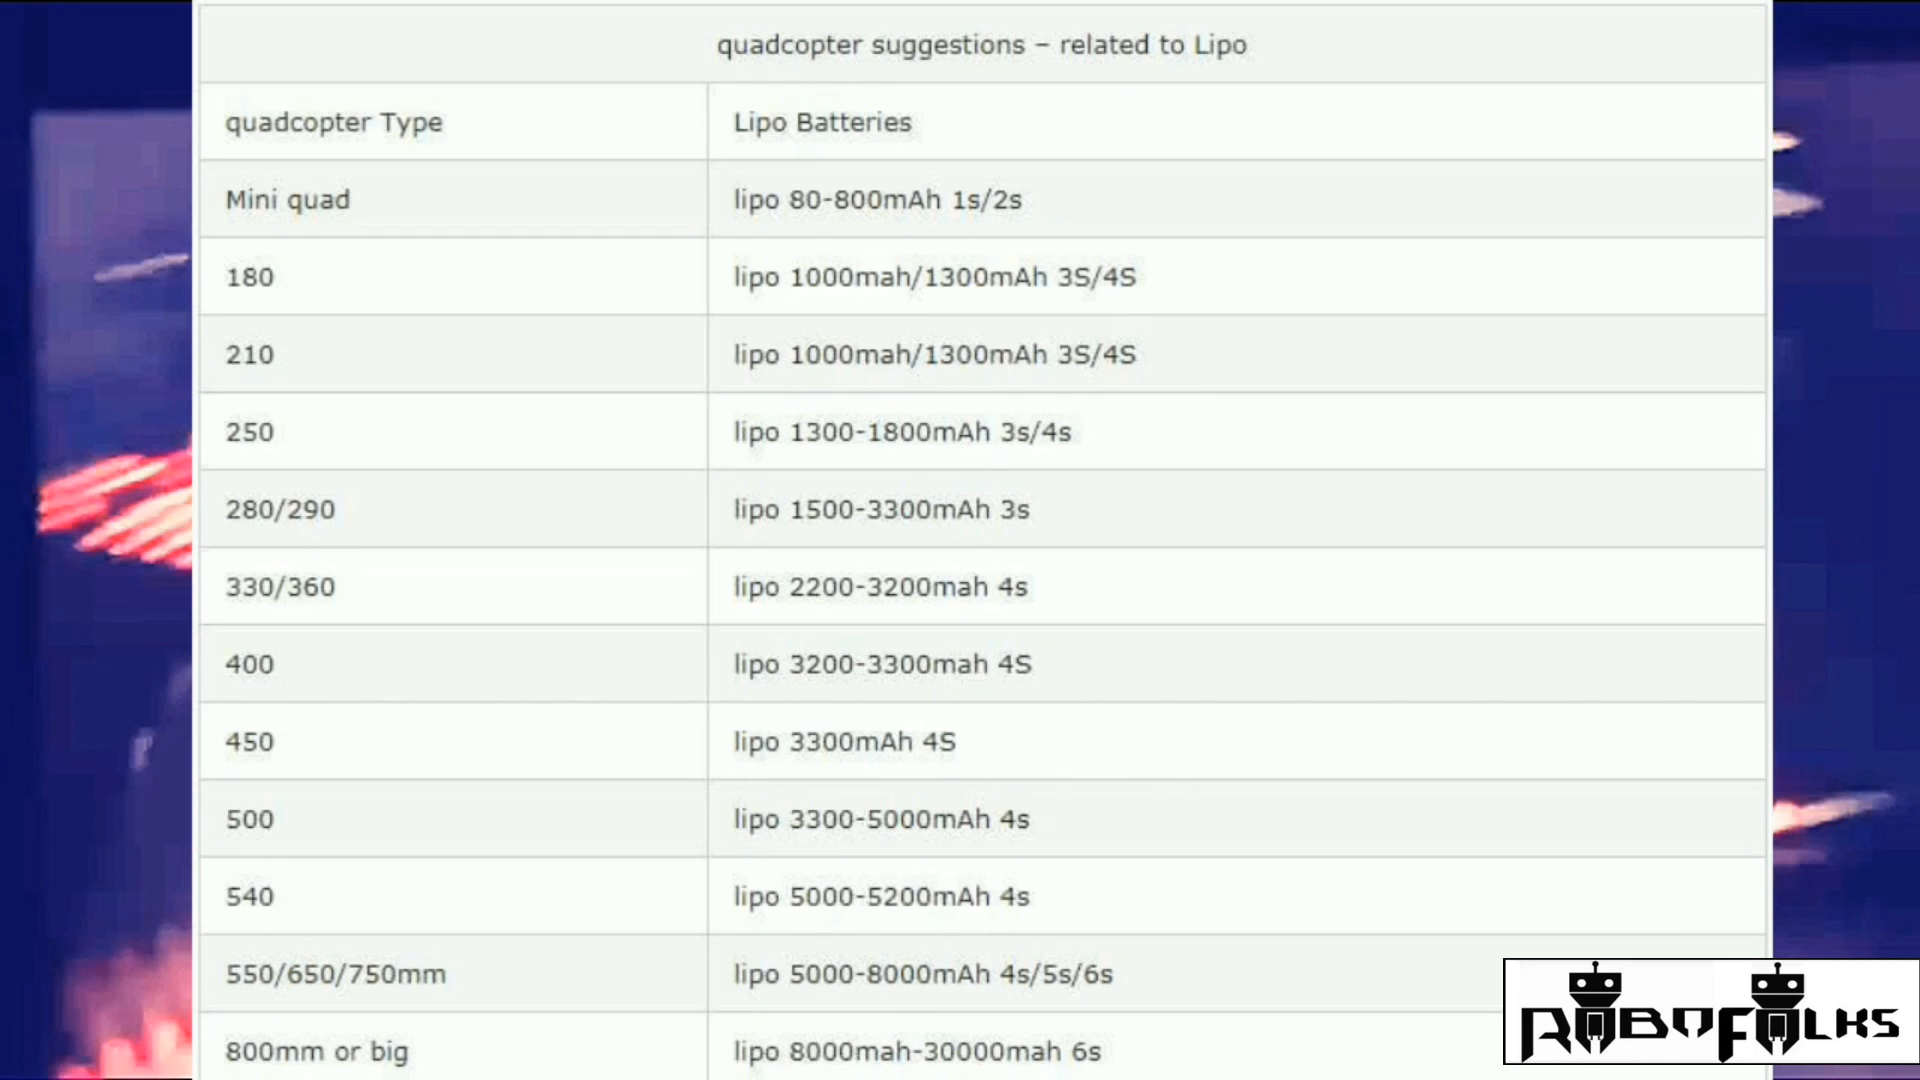 quadcopter suggestions – related to Lipo
quadcopter Type Lipo Batteries
Mini quad lipo 80-800mAh 1s/2s
180 lipo 1000mah/1300mAh 3S/4S
210 lipo 1000mah/1300mAh 3S/4S
250 lipo 1300-1800mAh 3s/4s
280/290 lipo 1500-3300mAh 3s
330/360 lipo 2200-3200mah 4s
400 lipo 3200-3300mah 4S
450 lipo 3300mAh 4S
500 lipo 3300-5000mAh 4s
540 lipo 5000-5200mAh 4s
550/650/750mm lipo 5000-8000mAh 4s/5s/6s
800mm or big lipo 8000mah-30000mah 6s
ROBOFOLKS